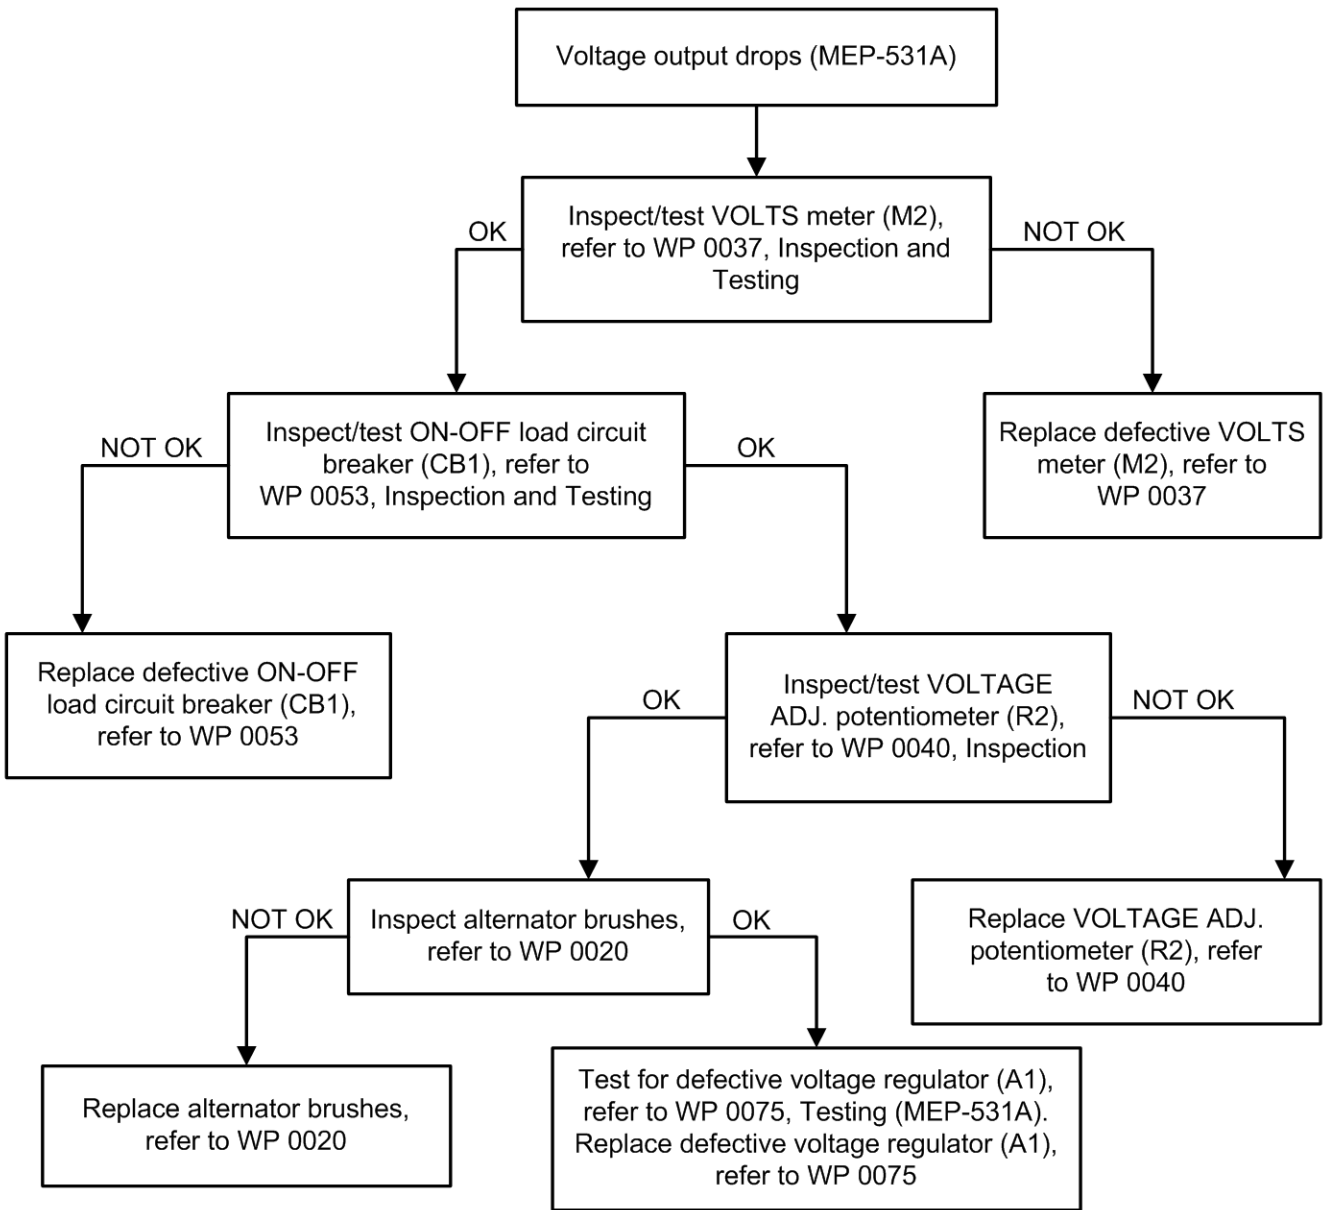 Voltage output drops (MEP-531A)
Inspect/test VOLTS meter (M2),
refer to WP 0037, Inspection and
Testing
OK
NOT OK
Inspect/test ON-OFF load circuit
breaker (CB1), refer to
WP 0053, Inspection and Testing
NOT OK
OK
Replace defective VOLTS
meter (M2), refer to
WP 0037
Replace defective ON-OFF
load circuit breaker (CB1),
refer to WP 0053
Inspect/test VOLTAGE
ADJ. potentiometer (R2),
refer to WP 0040, Inspection
OK
NOT OK
Inspect alternator brushes,
refer to WP 0020
NOT OK
OK
Replace VOLTAGE ADJ.
potentiometer (R2), refer
to WP 0040
Replace alternator brushes,
refer to WP 0020
Test for defective voltage regulator (A1),
refer to WP 0075, Testing (MEP-531A).
Replace defective voltage regulator (A1),
refer to WP 0075